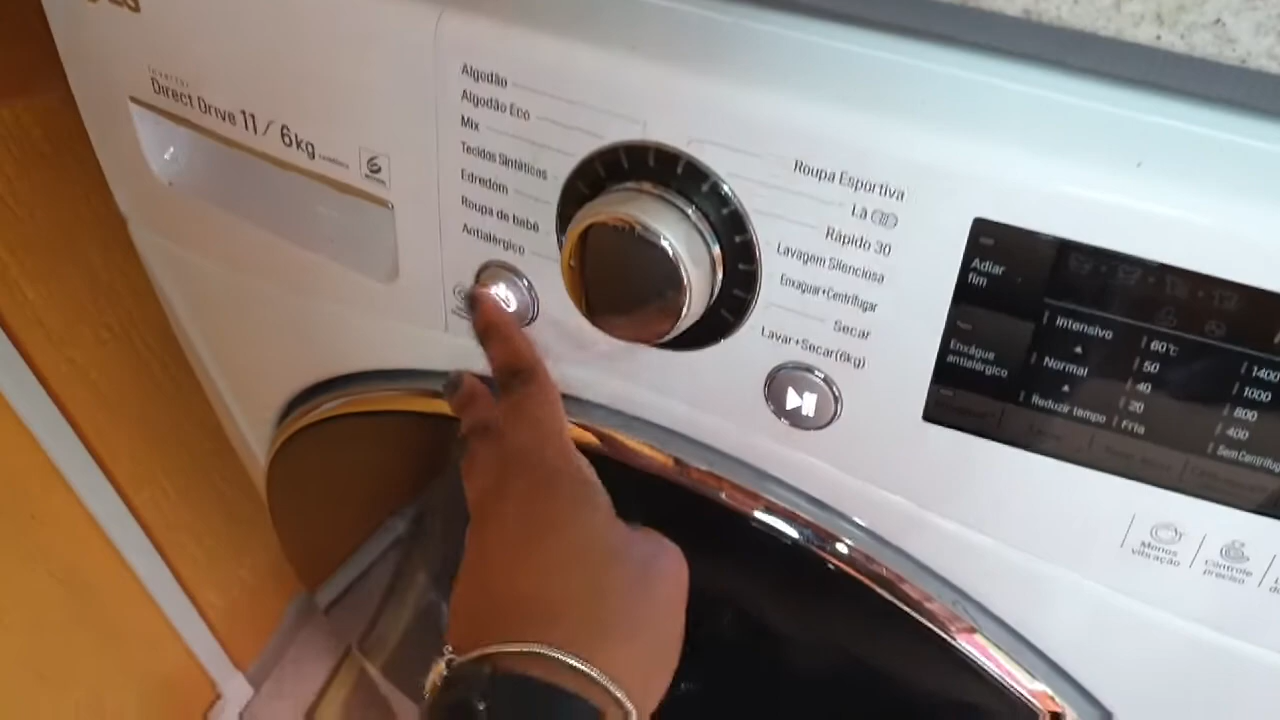 Inverter
Direct Drive 11/6kg
Algodão
Algodão Eco
Mix
Tecidos Sintéticos
Edredom
Roupa de bebê
Antialérgico
Roupa Esportiva
Lã
Rápido 30
Lavagem Silenciosa
Enxaguar+Centrifugar
Secar
Lavar+Secar(6kg)
Adiar
fim
Enxágue
antialérgico
Intensivo
Normal
Reduzir tempo
60℃
50
40
20
Fria
1400
1000
800
400
Sem Centrifug
Menos
vibração
Controle
preciso